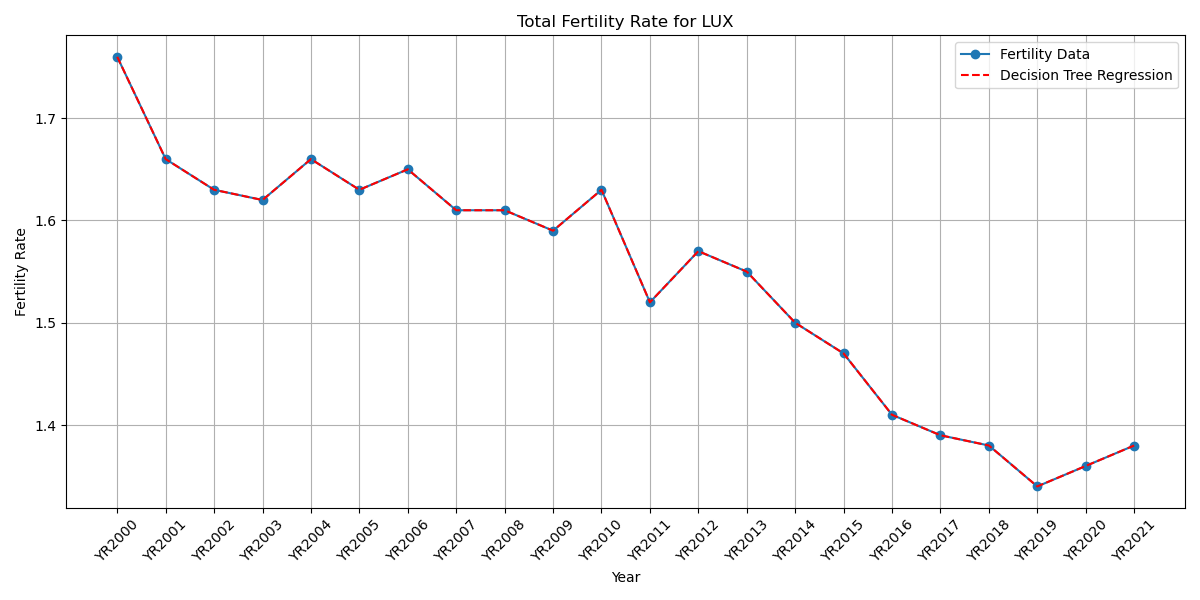 Total Fertility Rate for LUX
Fertility Data
Decision Tree Regression
Fertility Rate
1.7
1.6
1.5
1.4
YR2000
YR2001
YR2002
YR2003
YR2004
YR2005
YR2006
YR2007
YR2008
YR2009
YR2010
YR2011
YR2012
YR2013
YR2014
YR2015
YR2016
YR2017
YR2018
YR2019
YR2020
YR2021
Year